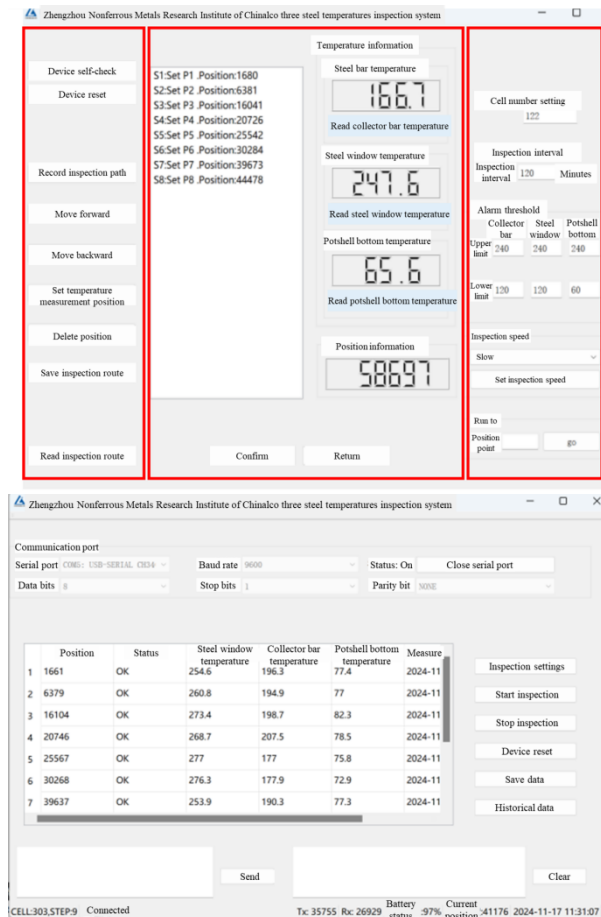 Zhengzhou Nonferrous Metals Research Institute of Chinalco three steel temperatures inspection system
Device self-check
Device reset
Record inspection path
Move forward
Move backward
Set temperature
measurement position
Delete position
Save inspection route
Read inspection route
S1:Set P1 .Position:1680
S2:Set P2 .Position:6381
S3:Set P3 .Position:16041
S4:Set P4 .Position:20726
S5:Set P5 .Position:25542
S6:Set P6 .Position:30284
S7:Set P7 .Position:39673
S8:Set P8 .Position:44478
Confirm
Return
Temperature information
Steel bar temperature
166.7
Read collector bar temperature
Steel window temperature
247.6
Read steel window temperature
Potshell bottom temperature
65.6
Read potshell bottom temperature
Position information
58697
Cell number setting
122
Inspection interval
Inspection
interval 120 Minutes
Alarm threshold
Collector bar Steel window Potshell bottom
Upper limit 240 240 240
Lower limit 120 120 60
Inspection speed
Slow
Set inspection speed
Run to
Position point go
Zhengzhou Nonferrous Metals Research Institute of Chinalco three steel temperatures inspection system
Communication port
Serial port COM6: USB-SERIAL CH34 Baud rate 9600 Status: On Close serial port
Data bits 8 Stop bits 1 Parity bit NONE
Position Status Steel window temperature Collector bar temperature Potshell bottom temperature Measure
1 1661 OK 254.6 196.3 77.4 2024-11
2 6379 OK 260.8 194.9 77 2024-11
3 16104 OK 273.4 198.7 82.3 2024-11
4 20746 OK 268.7 207.5 78.5 2024-11
5 25567 OK 277 177 75.8 2024-11
6 30268 OK 276.3 177.9 72.9 2024-11
7 39637 OK 253.9 190.3 77.3 2024-11
Inspection settings
Start inspection
Stop inspection
Device reset
Save data
Historical data
Send
Clear
CELL:303,STEP:9 Connected Tx: 35755 Rx: 26929 Battery status :97% Current position :41176 2024-11-17 11:31:07